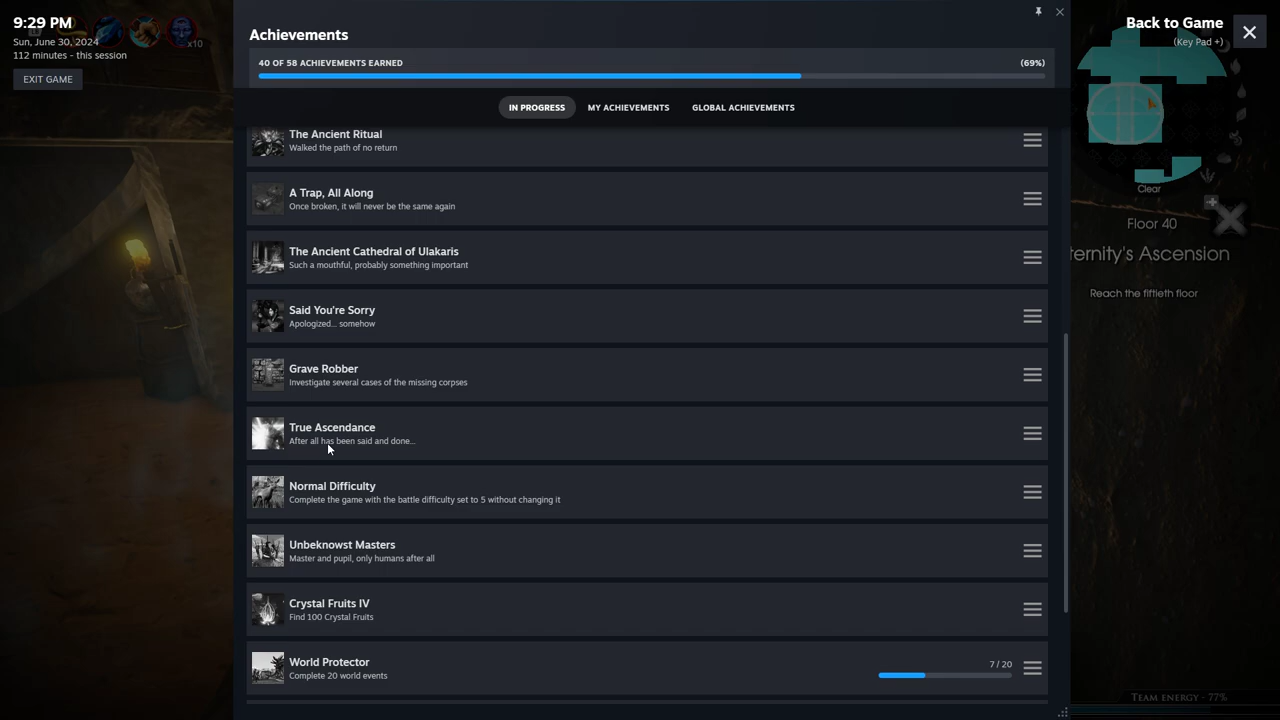 9:29 PM
Sun, June 30, 2024
112 minutes - this session
EXIT GAME
x10
Achievements
40 OF 58 ACHIEVEMENTS EARNED
(69%)
IN PROGRESS
MY ACHIEVEMENTS
GLOBAL ACHIEVEMENTS
The Ancient Ritual
Walked the path of no return
A Trap, All Along
Once broken, it will never be the same again
The Ancient Cathedral of Ulakaris
Such a mouthful, probably something important
Said You're Sorry
Apologized... somehow
Grave Robber
Investigate several cases of the missing corpses
True Ascendance
After all has been said and done...
Normal Difficulty
Complete the game with the battle difficulty set to 5 without changing it
Unbeknowst Masters
Master and pupil, only humans after all
Crystal Fruits IV
Find 100 Crystal Fruits
World Protector
Complete 20 world events
7 / 20
Back to Game
(Key Pad +)
Clear
Floor 40
ternity's Ascension
Reach the fiftieth floor
TEAM ENERGY - 77%